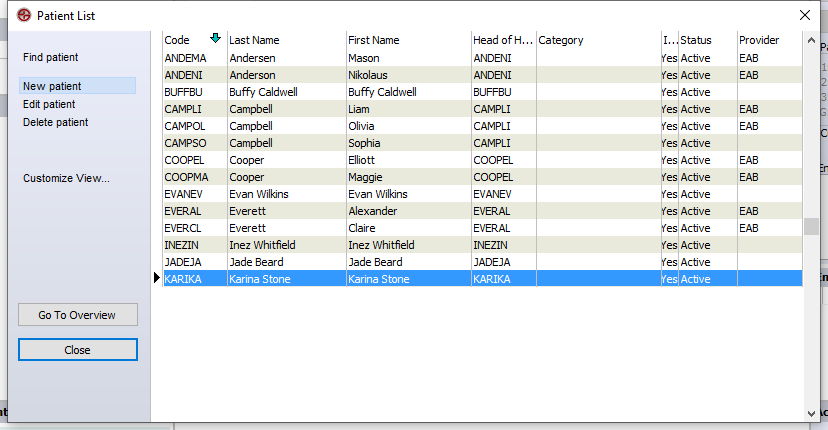 Patient List
Find patient
New patient
Edit patient
Delete patient
Customize View...
Go To Overview
Close
Code Last Name First Name Head of H... Category I... Status Provider
ANDEMA Andersen Mason ANDENI Yes Active EAB
ANDENI Anderson Nikolaus ANDENI Yes Active EAB
BUFFBU Buffy Caldwell Buffy Caldwell BUFFBU Yes Active
CAMPLI Campbell Liam CAMPLI Yes Active EAB
CAMPOL Campbell Olivia CAMPLI Yes Active EAB
CAMPSO Campbell Sophia CAMPLI Yes Active
COOPEL Cooper Elliott COOPEL Yes Active EAB
COOPMA Cooper Maggie COOPEL Yes Active EAB
EVANEV Evan Wilkins Evan Wilkins EVANEV Yes Active
EVERAL Everett Alexander EVERAL Yes Active EAB
EVERCL Everett Claire EVERAL Yes Active EAB
INEZIN Inez Whitfield Inez Whitfield INEZIN Yes Active
JADEJA Jade Beard Jade Beard JADEJA Yes Active
KARIKA Karina Stone Karina Stone KARIKA Yes Active